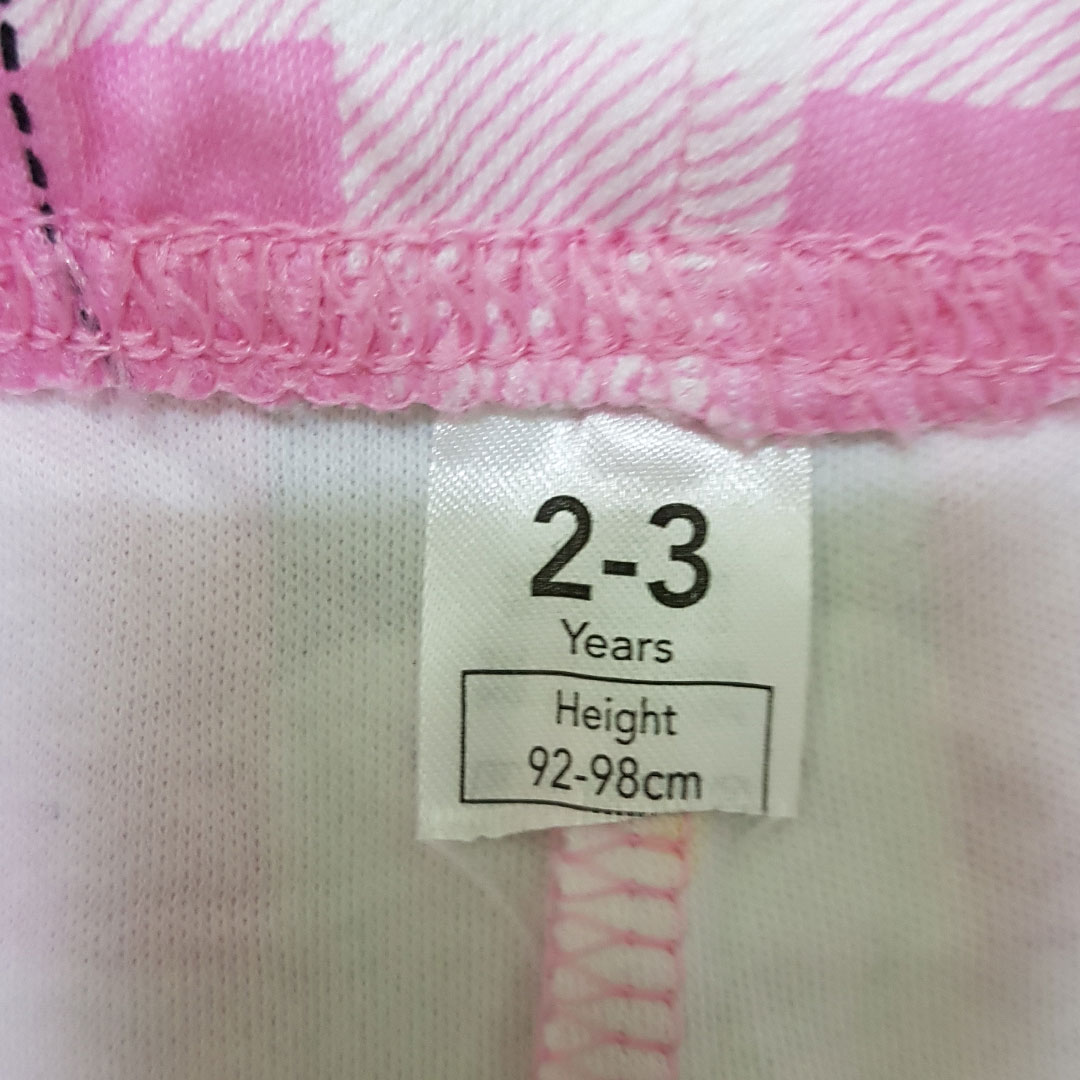 2-3
Years
Height
92-98cm